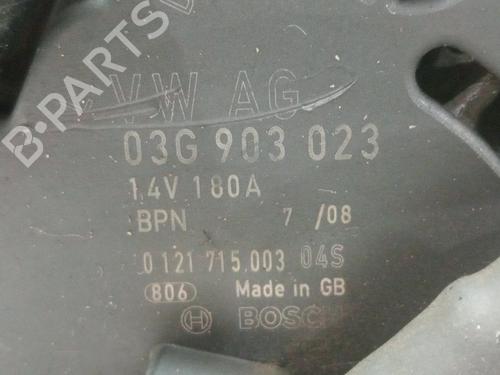 B-PARTS
VW AG
03G 903 023
14V 180A
BPN 7 /08
0 121 715 003 04S
806 Made in GB
BOSCH